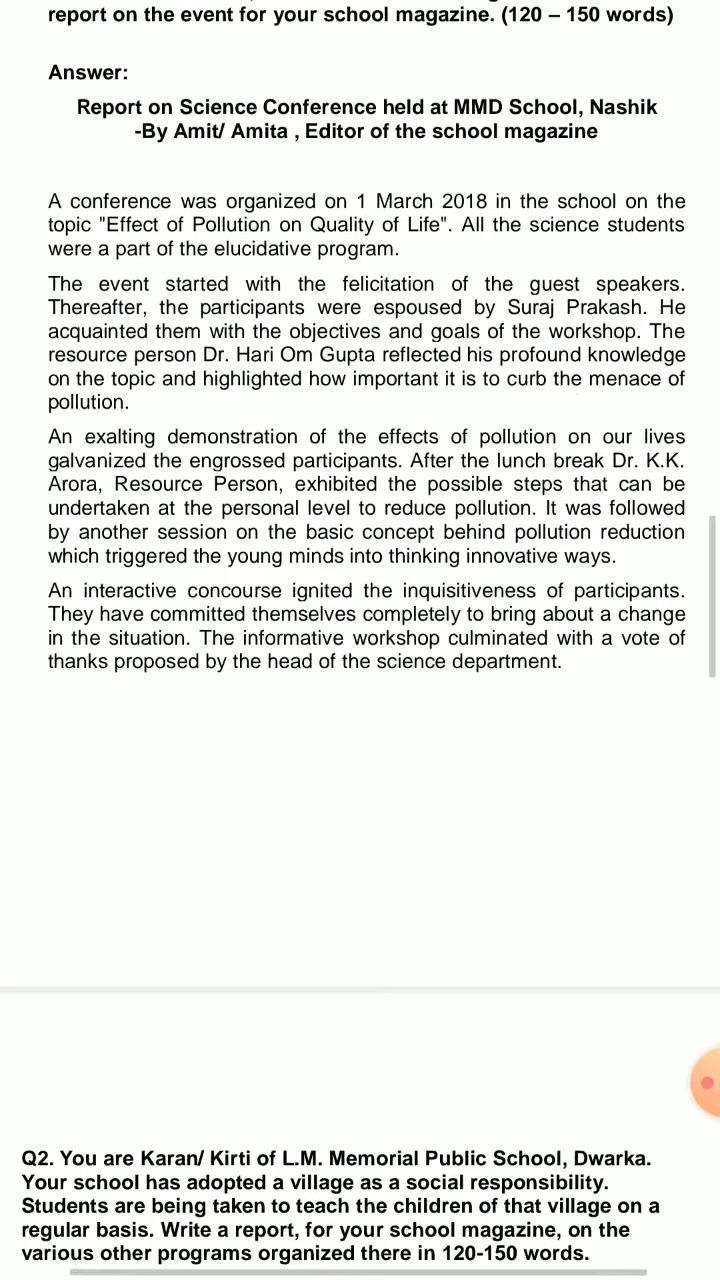 report on the event for your school magazine. (120 – 150 words)
Answer:
Report on Science Conference held at MMD School, Nashik
-By Amit/ Amita , Editor of the school magazine
A conference was organized on 1 March 2018 in the school on the
topic "Effect of Pollution on Quality of Life". All the science students
were a part of the elucidative program.
The event started with the felicitation of the guest speakers.
Thereafter, the participants were espoused by Suraj Prakash. He
acquainted them with the objectives and goals of the workshop. The
resource person Dr. Hari Om Gupta reflected his profound knowledge
on the topic and highlighted how important it is to curb the menace of
pollution.
An exalting demonstration of the effects of pollution on our lives
galvanized the engrossed participants. After the lunch break Dr. K.K.
Arora, Resource Person, exhibited the possible steps that can be
undertaken at the personal level to reduce pollution. It was followed
by another session on the basic concept behind pollution reduction
which triggered the young minds into thinking innovative ways.
An interactive concourse ignited the inquisitiveness of participants.
They have committed themselves completely to bring about a change
in the situation. The informative workshop culminated with a vote of
thanks proposed by the head of the science department.
Q2. You are Karan/ Kirti of L.M. Memorial Public School, Dwarka.
Your school has adopted a village as a social responsibility.
Students are being taken to teach the children of that village on a
regular basis. Write a report, for your school magazine, on the
various other programs organized there in 120-150 words.